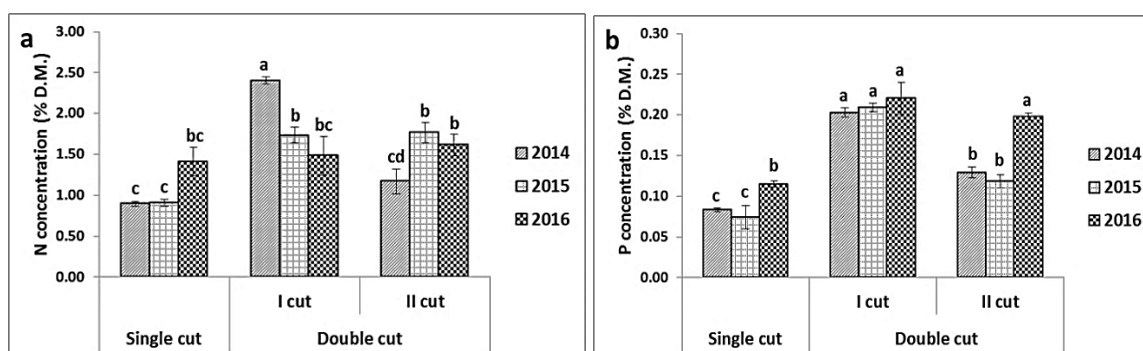 a
N concentration (% D.M.)
3.00
2.50
2.00
1.50
1.00
0.50
0.00
c c bc
a b bc
cd b b
I cut II cut
Single cut Double cut
2014
2015
2016
b
P concentration (% D.M.)
0.30
0.25
0.20
0.15
0.10
0.05
0.00
c c b
a a a
b b a
I cut II cut
Single cut Double cut
2014
2015
2016